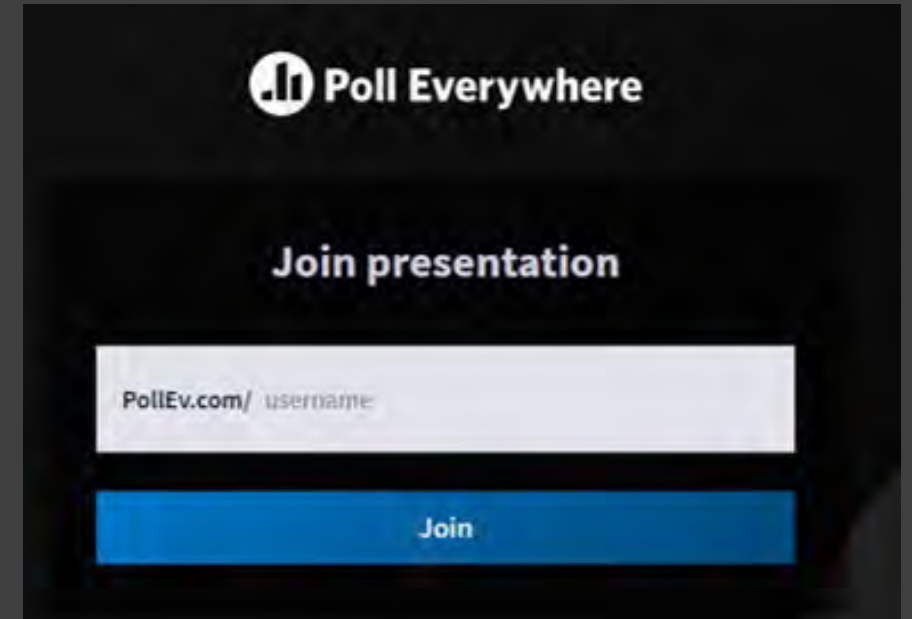 Poll Everywhere
Join presentation
PollEv.com/ username
Join